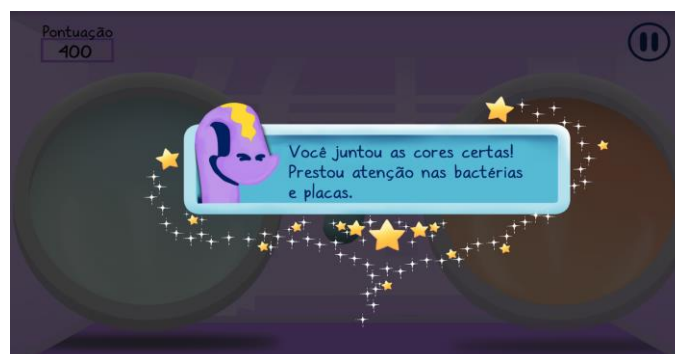 Pontuação
400
Você juntou as cores certas!
Prestou atenção nas bactérias
e placas.